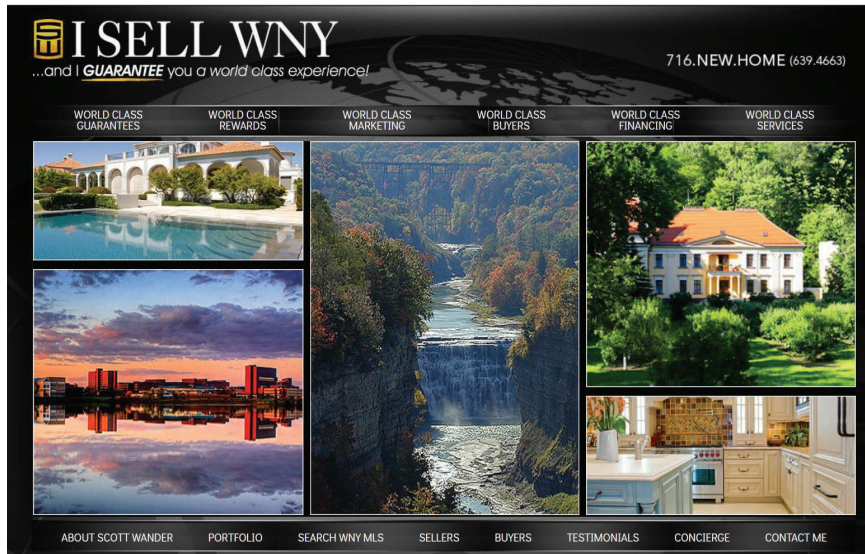 I SELL WNY
...and I GUARANTEE you a world class experience!
716.NEW.HOME (639.4663)
WORLD CLASS
GUARANTEES
WORLD CLASS
REWARDS
WORLD CLASS
MARKETING
WORLD CLASS
BUYERS
WORLD CLASS
FINANCING
WORLD CLASS
SERVICES
ABOUT SCOTT WANDER PORTFOLIO SEARCH WNY MLS SELLERS BUYERS TESTIMONIALS CONCIERGE CONTACT ME